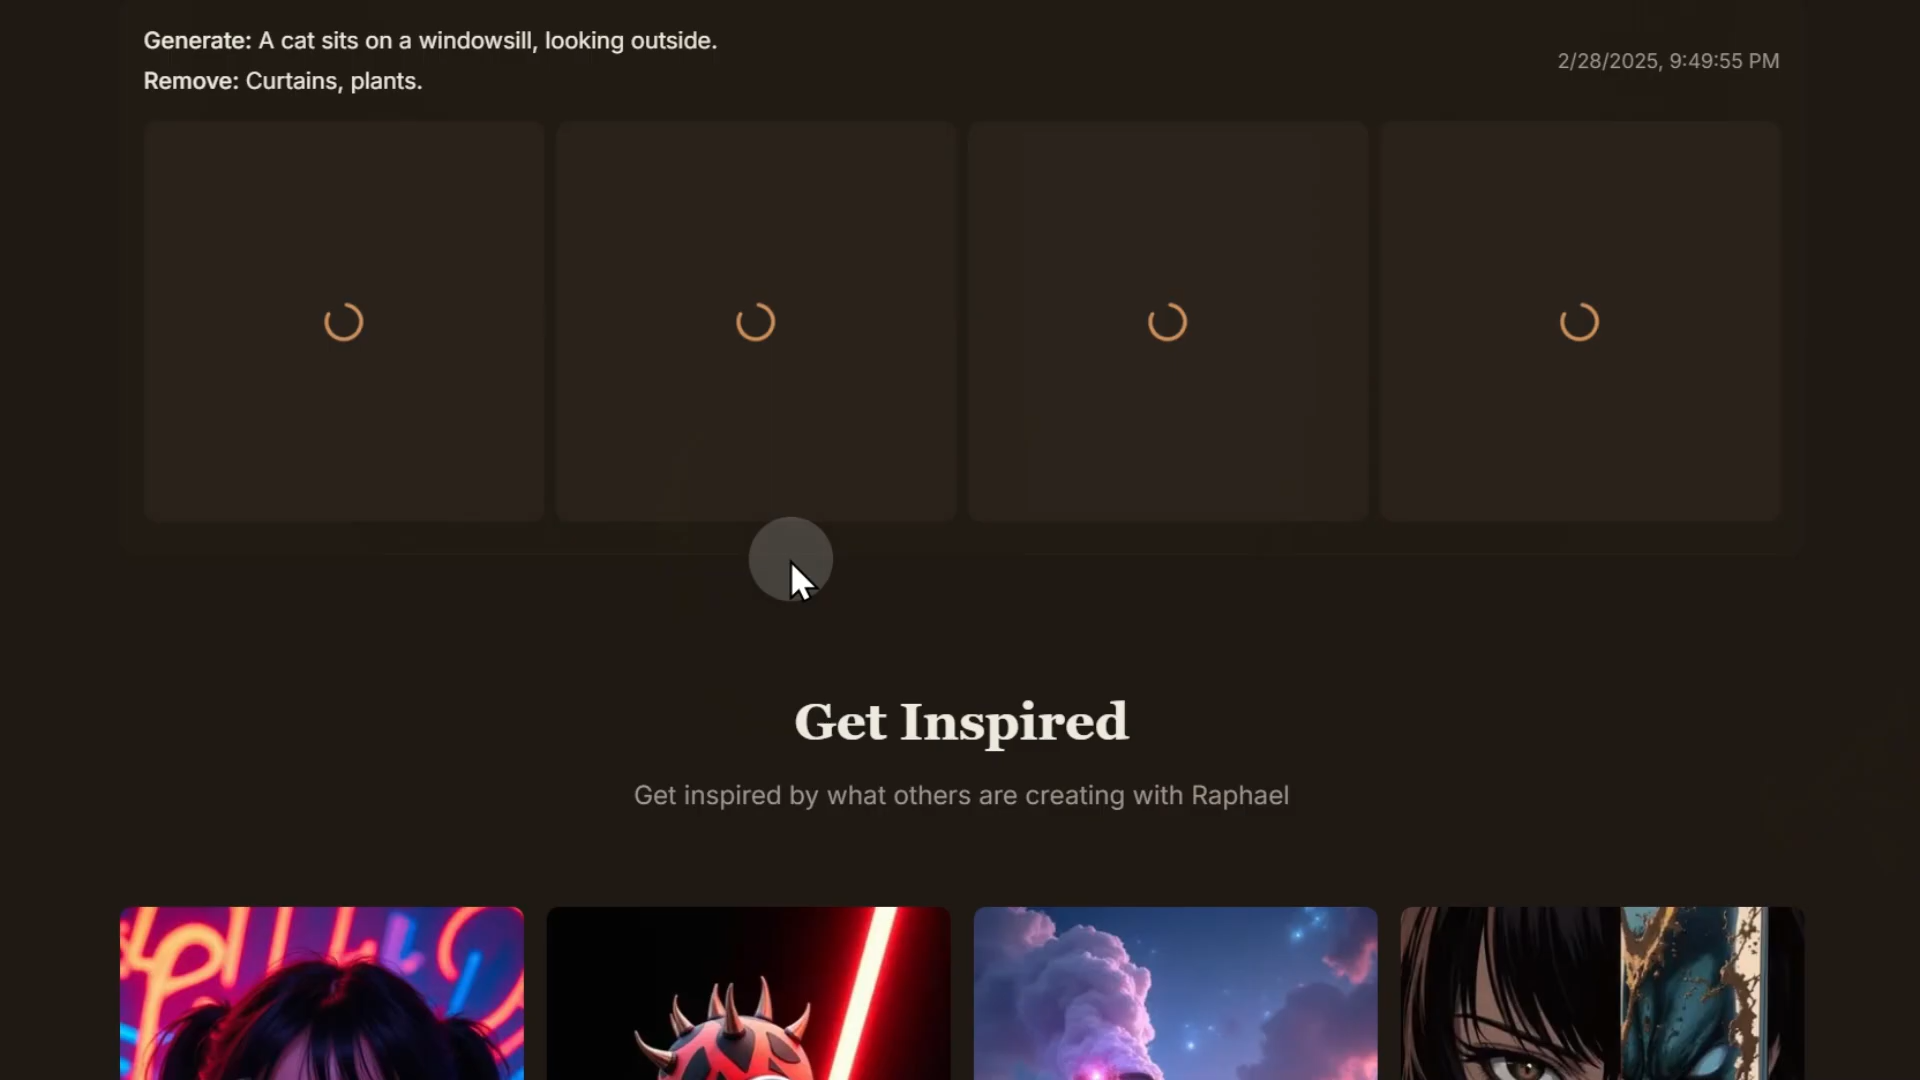 Generate: A cat sits on a windowsill, looking outside.
Remove: Curtains, plants.
2/28/2025, 9:49:55 PM
Get Inspired
Get inspired by what others are creating with Raphael